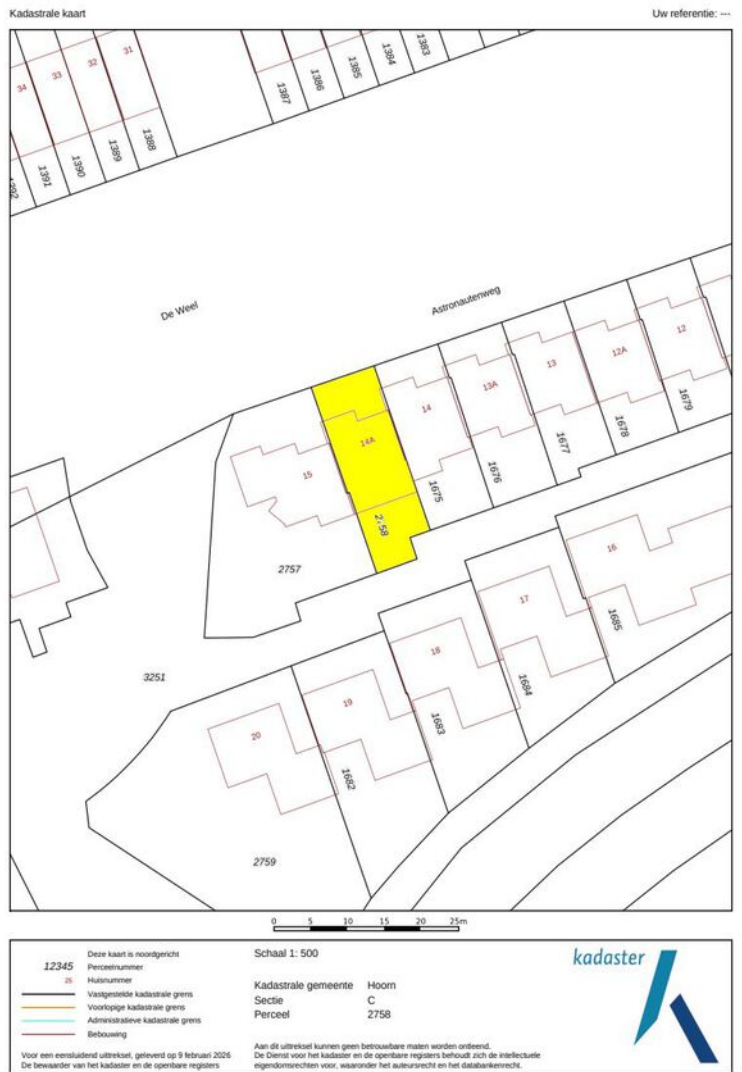 Kadastrale kaart
Uw referentie: ---
34
33
32
31
1392
1391
1390
1389
1388
1387
1386
1385
1384
1383
De Weel
Astronautenweg
15
14A
14
13A
13
12A
12
2758
1675
1676
1677
1678
1679
2757
3251
20
19
18
17
16
1682
1683
1684
1685
2759
0 5 10 15 20 25m
Deze kaart is noordgericht
12345 Perceelnummer
25 Huisnummer
Vastgestelde kadastrale grens
Voorlopige kadastrale grens
Administratieve kadastrale grens
Bebouwing
Voor een eensluidend uittreksel, geleverd op 9 februari 2026
De bewaarder van het kadaster en de openbare registers
Schaal 1: 500
Kadastrale gemeente Hoorn
Sectie C
Perceel 2758
Aan dit uittreksel kunnen geen betrouwbare maten worden ontleend.
De Dienst voor het kadaster en de openbare registers behoudt zich de intellectuele
eigendomsrechten voor, waaronder het auteursrecht en het databankenrecht.
kadaster